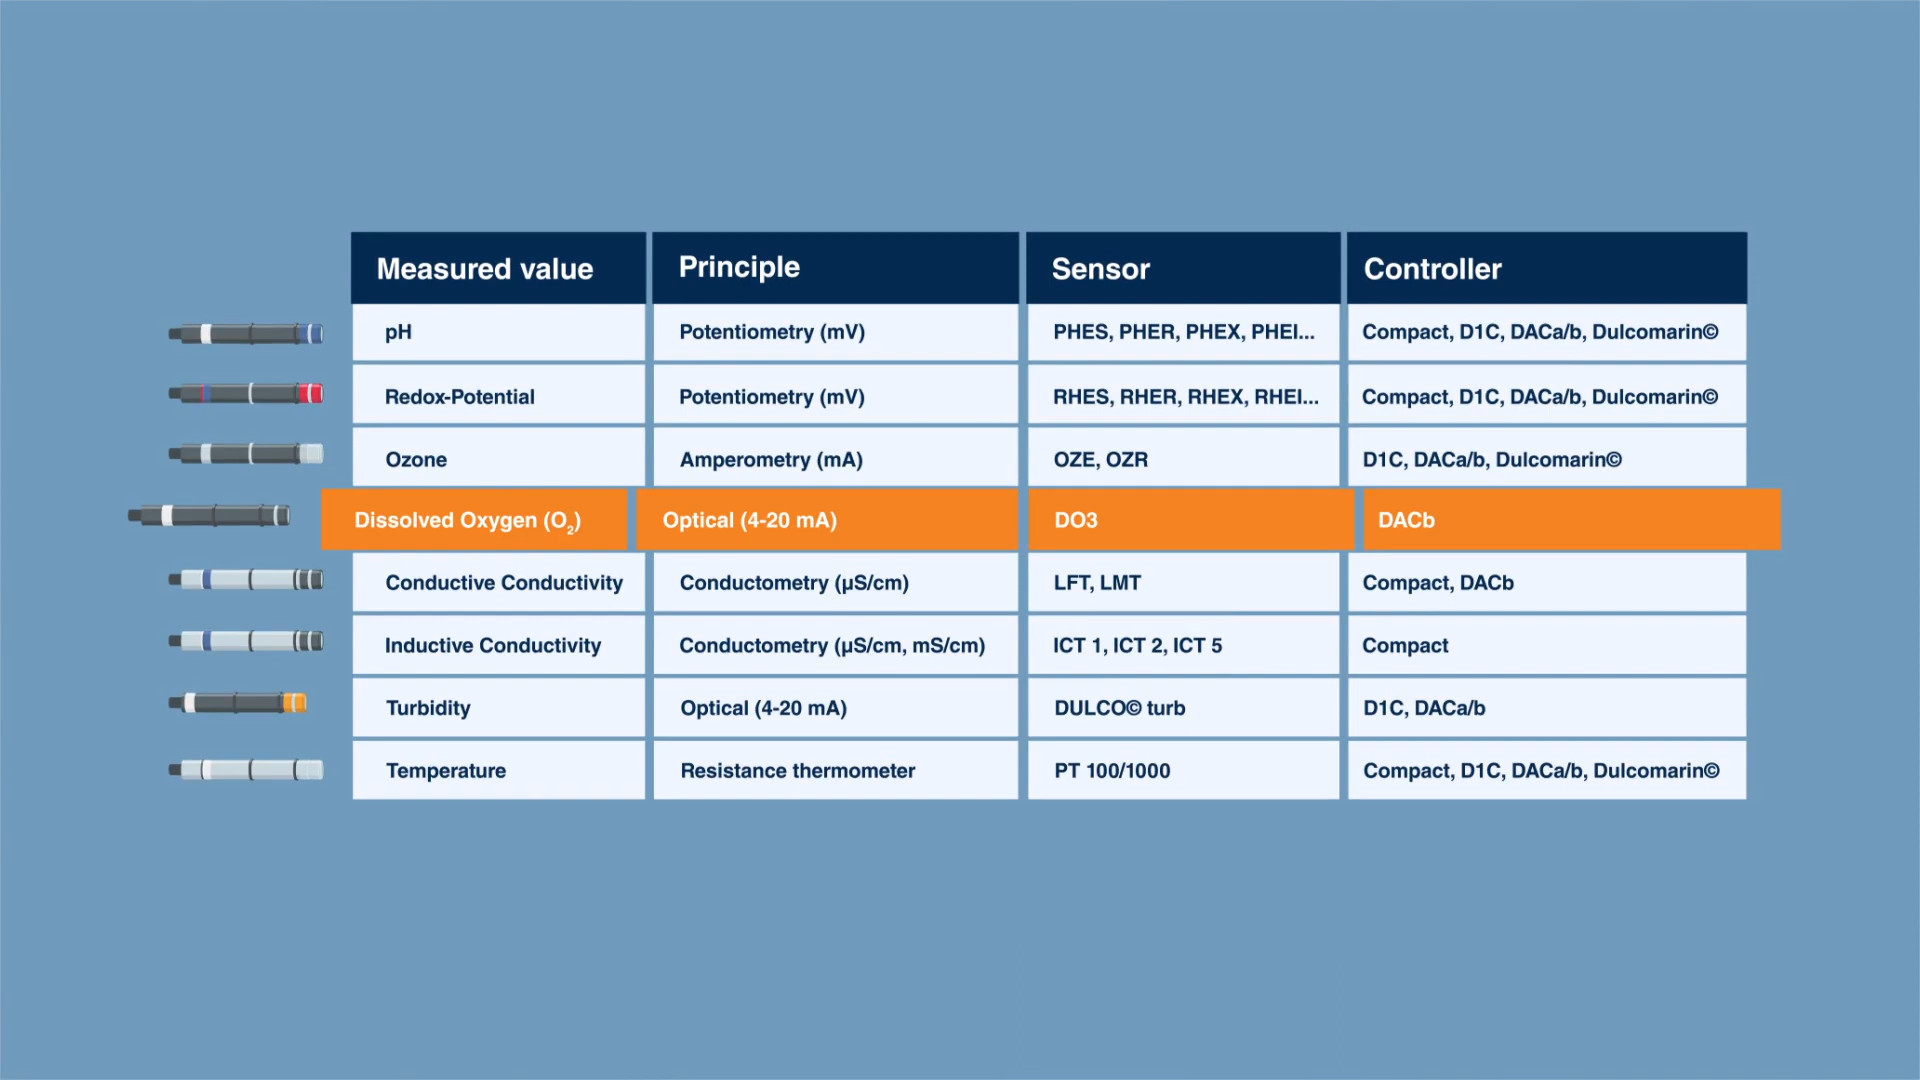 Measured value Principle Sensor Controller
pH Potentiometry (mV) PHES, PHER, PHEX, PHEI... Compact, D1C, DACa/b, Dulcomarin©
Redox-Potential Potentiometry (mV) RHES, RHER, RHEX, RHEI... Compact, D1C, DACa/b, Dulcomarin©
Ozone Amperometry (mA) OZE, OZR D1C, DACa/b, Dulcomarin©
Dissolved Oxygen (O₂) Optical (4-20 mA) DO3 DACb
Conductive Conductivity Conductometry (µS/cm) LFT, LMT Compact, DACb
Inductive Conductivity Conductometry (µS/cm, mS/cm) ICT 1, ICT 2, ICT 5 Compact
Turbidity Optical (4-20 mA) DULCO© turb D1C, DACa/b
Temperature Resistance thermometer PT 100/1000 Compact, D1C, DACa/b, Dulcomarin©